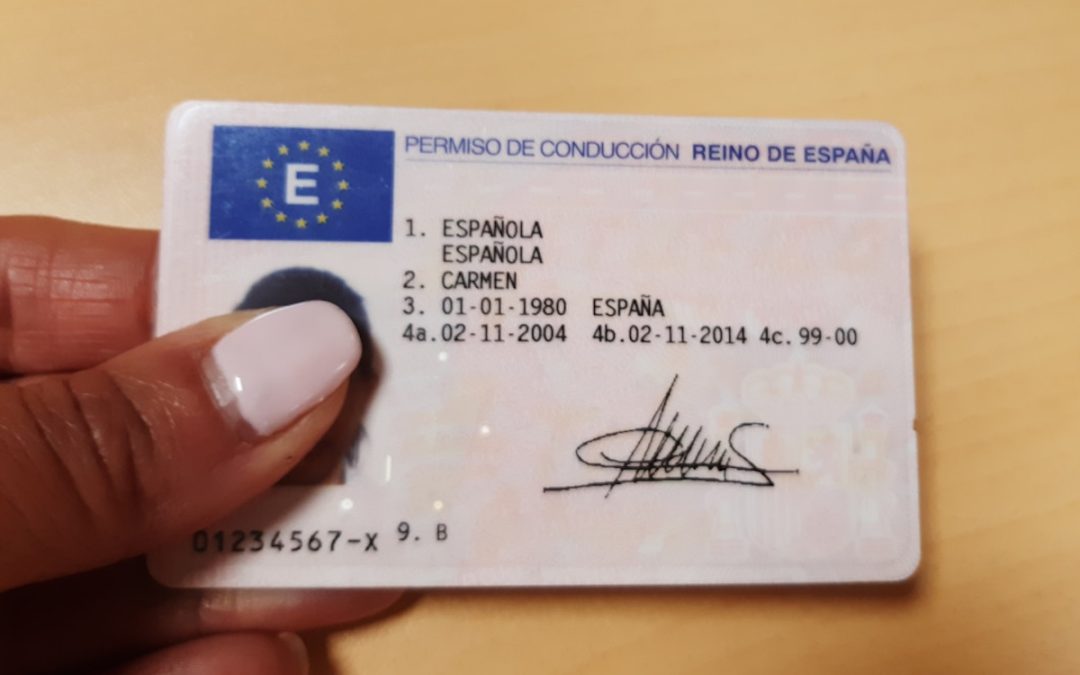 E
PERMISO DE CONDUCCIÓN REINO DE ESPAÑA
1. ESPAÑOLA
ESPAÑOLA
2. CARMEN
3. 01-01-1980 ESPAÑA
4a.02-11-2004 4b.02-11-2014 4c.99-00
01234567-X 9. B